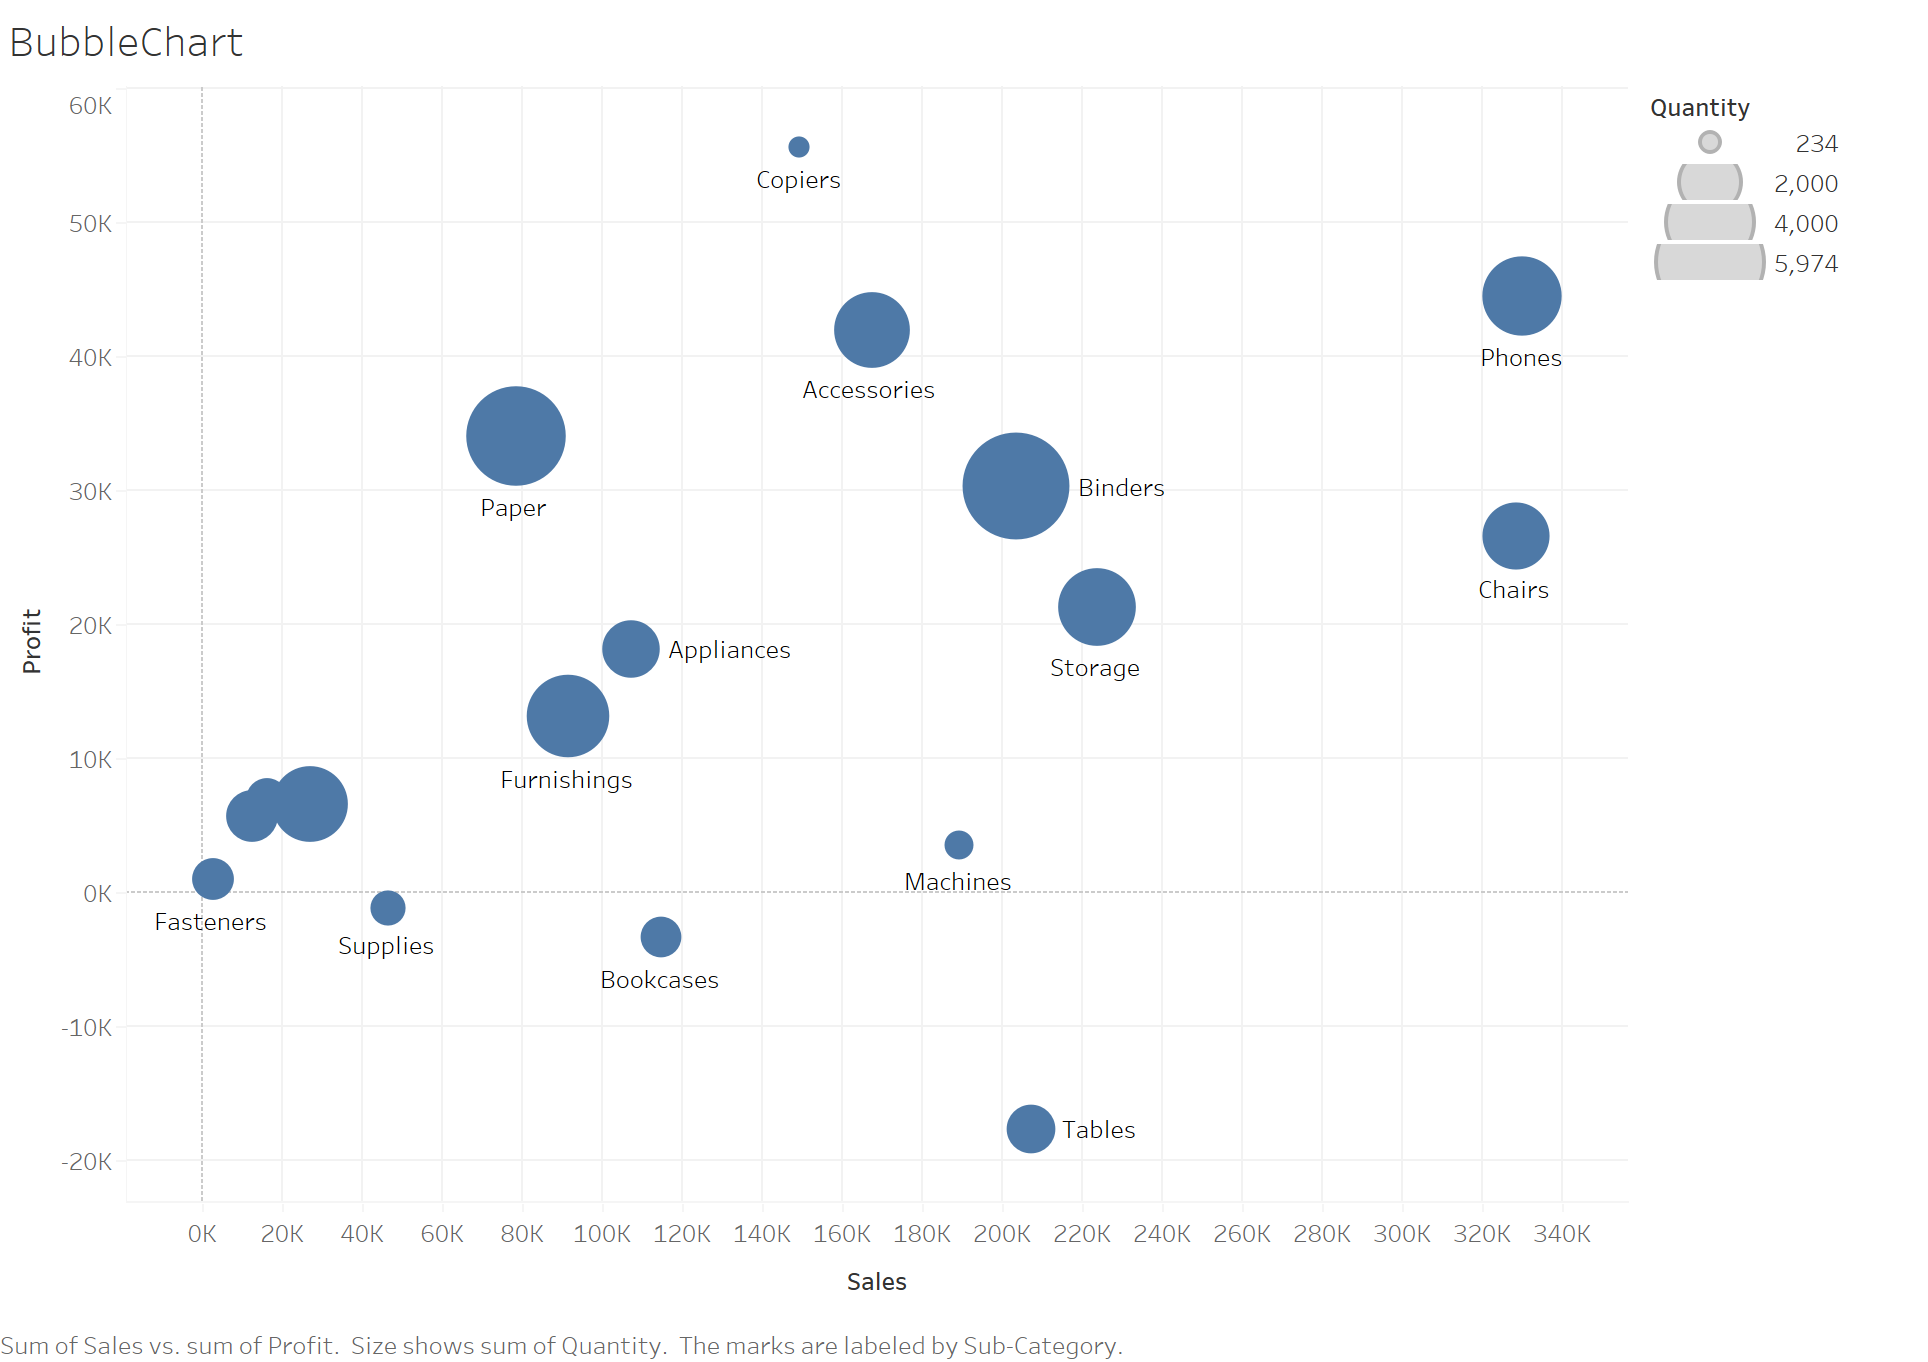 BubbleChart
60K
50K
40K
30K
20K
10K
0K
-10K
-20K
Profit
Copiers
Phones
Accessories
Paper
Binders
Chairs
Storage
Appliances
Furnishings
Machines
Fasteners
Supplies
Bookcases
Tables
0K 20K 40K 60K 80K 100K 120K 140K 160K 180K 200K 220K 240K 260K 280K 300K 320K 340K
Sales
Quantity
234
2,000
4,000
5,974
Sum of Sales vs. sum of Profit. Size shows sum of Quantity. The marks are labeled by Sub-Category.